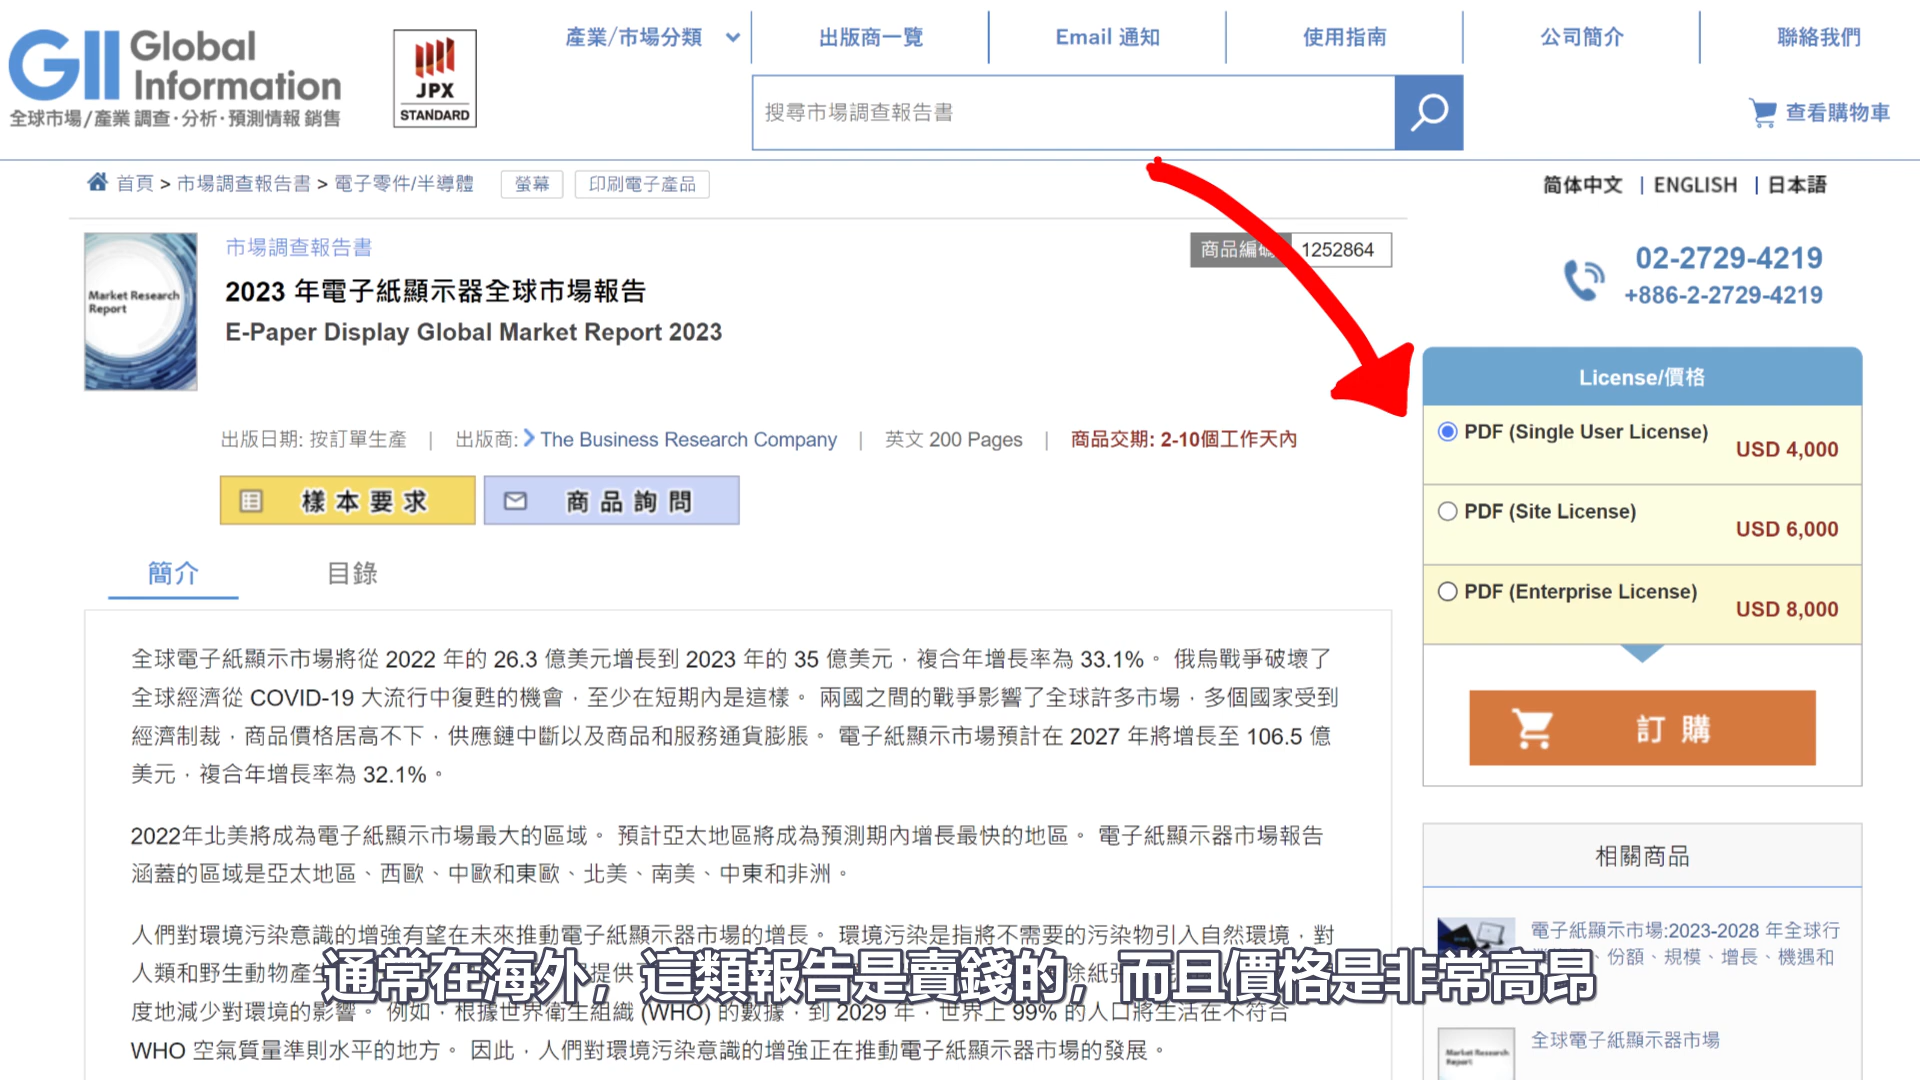 GII Global Information
全球市場/產業 調查·分析·預測情報 銷售
JPX
STANDARD
產業/市場分類
出版商一覽
Email 通知
使用指南
公司簡介
聯絡我們
搜尋市場調查報告書
查看購物車
首頁 > 市場調查報告書 > 電子零件/半導體
螢幕
印刷電子產品
简体中文 | ENGLISH | 日本語
Market Research Report
市場調查報告書
商品編碼
1252864
2023 年電子紙顯示器全球市場報告
E-Paper Display Global Market Report 2023
02-2729-4219
+886-2-2729-4219
出版日期: 按訂單生產 | 出版商: The Business Research Company | 英文 200 Pages | 商品交期: 2-10個工作天內
樣本要求
商品詢問
License/價格
PDF (Single User License)
USD 4,000
PDF (Site License)
USD 6,000
PDF (Enterprise License)
USD 8,000
訂購
簡介
目錄
全球電子紙顯示市場將從 2022 年的 26.3 億美元增長到 2023 年的 35 億美元，複合年增長率為 33.1%。 俄烏戰爭破壞了
全球經濟從 COVID-19 大流行中復甦的機會，至少在短期內是這樣。 兩國之間的戰爭影響了全球許多市場，多個國家受到
經濟制裁，商品價格居高不下，供應鏈中斷以及商品和服務通貨膨脹。 電子紙顯示市場預計在 2027 年將增長至 106.5 億
美元，複合年增長率為 32.1%。
2022年北美將成為電子紙顯示市場最大的區域。 預計亞太地區將成為預測期內增長最快的地區。 電子紙顯示器市場報告
涵蓋的區域是亞太地區、西歐、中歐和東歐、北美、南美、中東和非洲。
人們對環境污染意識的增強有望在未來推動電子紙顯示器市場的增長。 環境污染是指將不需要的污染物引入自然環境，對
人類和野生動物產生
提供
除紙張
度地減少對環境的影響。 例如，根據世界衛生組織 (WHO) 的數據，到 2029 年，世界上 99% 的人口將生活在不符合
WHO 空氣質量準則水平的地方。 因此，人們對環境污染意識的增強正在推動電子紙顯示器市場的發展。
通常在海外，這類報告是賣錢的，而且價格是非常高昂
相關商品
電子紙顯示市場:2023-2028 年全球行
、份額、規模、增長、機遇和
Market Research Report
全球電子紙顯示器市場